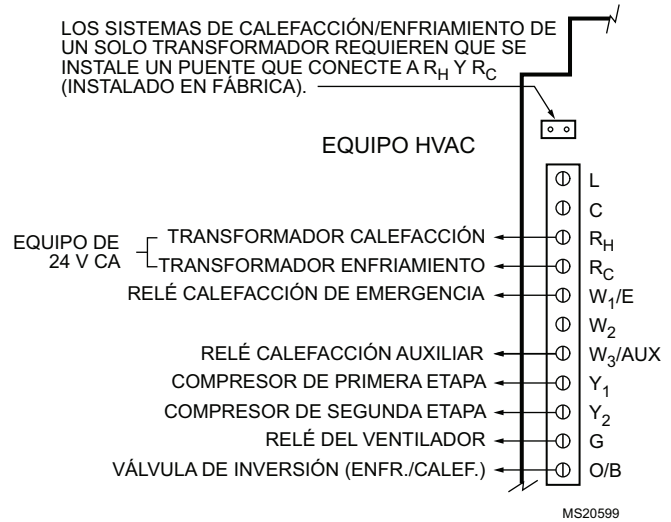 LOS SISTEMAS DE CALEFACCIÓN/ENFRIAMIENTO DE
UN SOLO TRANSFORMADOR REQUIEREN QUE SE
INSTALE UN PUENTE QUE CONECTE A RH Y RC
(INSTALADO EN FÁBRICA).
EQUIPO HVAC
L
C
EQUIPO DE
24 V CA
TRANSFORMADOR CALEFACCIÓN RH
TRANSFORMADOR ENFRIAMIENTO RC
RELÉ CALEFACCIÓN DE EMERGENCIA W1/E
W2
RELÉ CALEFACCIÓN AUXILIAR W3/AUX
COMPRESOR DE PRIMERA ETAPA Y1
COMPRESOR DE SEGUNDA ETAPA Y2
RELÉ DEL VENTILADOR G
VÁLVULA DE INVERSIÓN (ENFR./CALEF.) O/B
MS20599